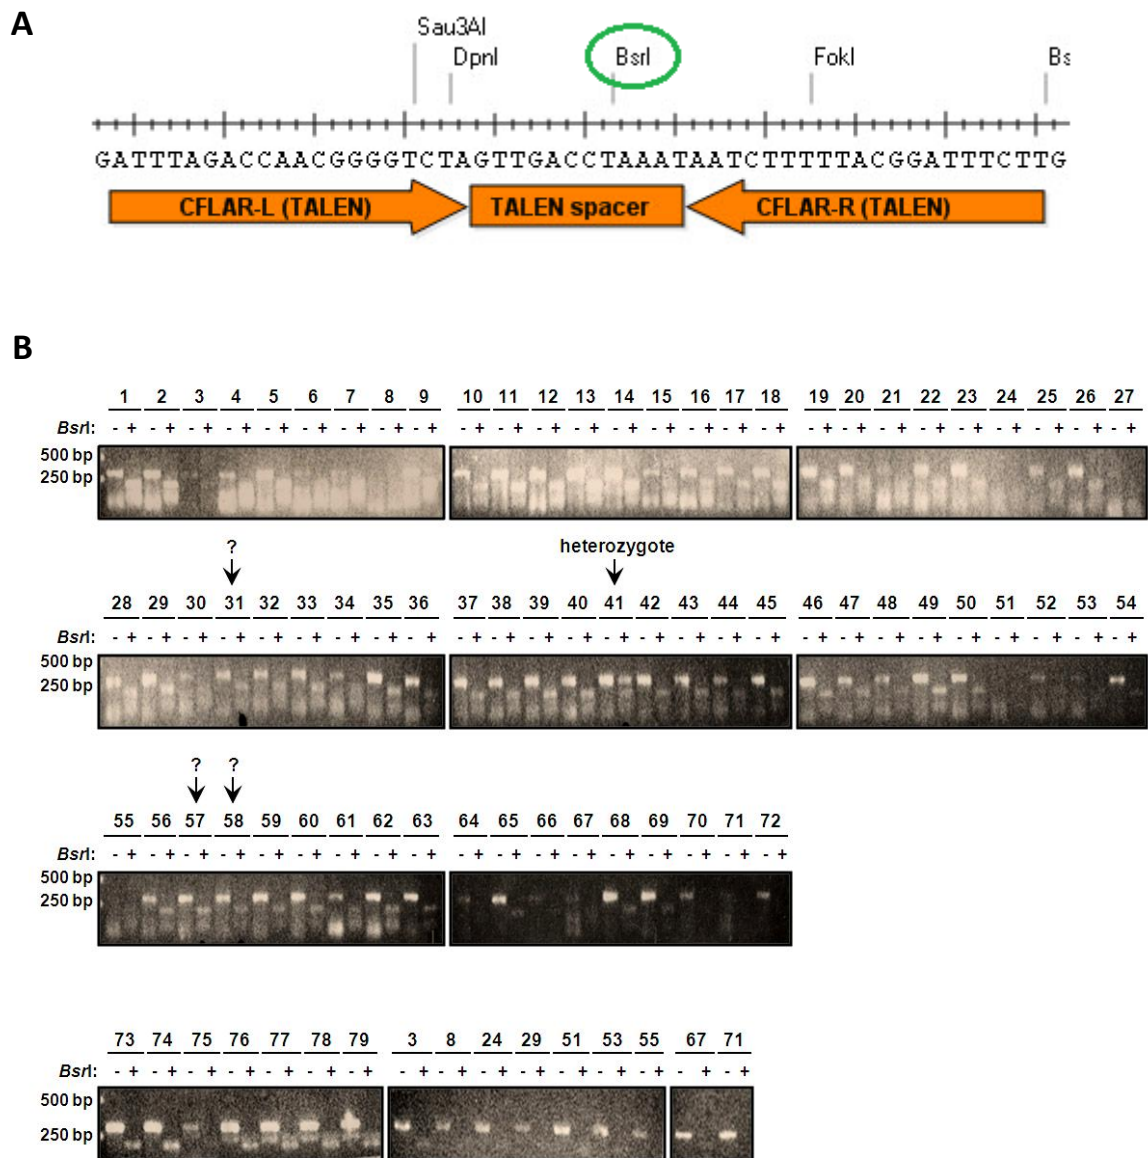 A
Sau3AI
DpnI
BsrI
FokI
Bs
GATTTAGACCAACGGGGTCTAGTTGACCTAAATAATCTTTTTACGGATTTCTTG
CFLAR-L (TALEN)
TALEN spacer
CFLAR-R (TALEN)
B
1 2 3 4 5 6 7 8 9 10 11 12 13 14 15 16 17 18 19 20 21 22 23 24 25 26 27
BsrI: - + - + - + - + - + - + - + - + - + - + - + - + - + - + - + - + - + - + - + - + - + - + - + - + - + - + - +
500 bp
250 bp
? heterozygote
28 29 30 31 32 33 34 35 36 37 38 39 40 41 42 43 44 45 46 47 48 49 50 51 52 53 54
BsrI: - + - + - + - + - + - + - + - + - + - + - + - + - + - + - + - + - + - + - + - + - + - + - + - + - + - + - +
500 bp
250 bp
? ?
55 56 57 58 59 60 61 62 63 64 65 66 67 68 69 70 71 72
BsrI: - + - + - + - + - + - + - + - + - + - + - + - + - + - + - + - + - + - +
500 bp
250 bp
73 74 75 76 77 78 79 3 8 24 29 51 53 55 67 71
BsrI: - + - + - + - + - + - + - + - + - + - + - + - + - + - + - + - +
500 bp
250 bp